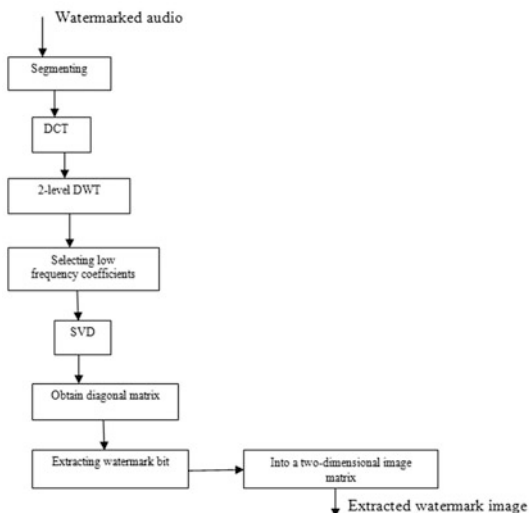 Watermarked audio
Segmenting
DCT
2-level DWT
Selecting low
frequency coefficients
SVD
Obtain diagonal matrix
Extracting watermark bit
Into a two-dimensional image
matrix
Extracted watermark image